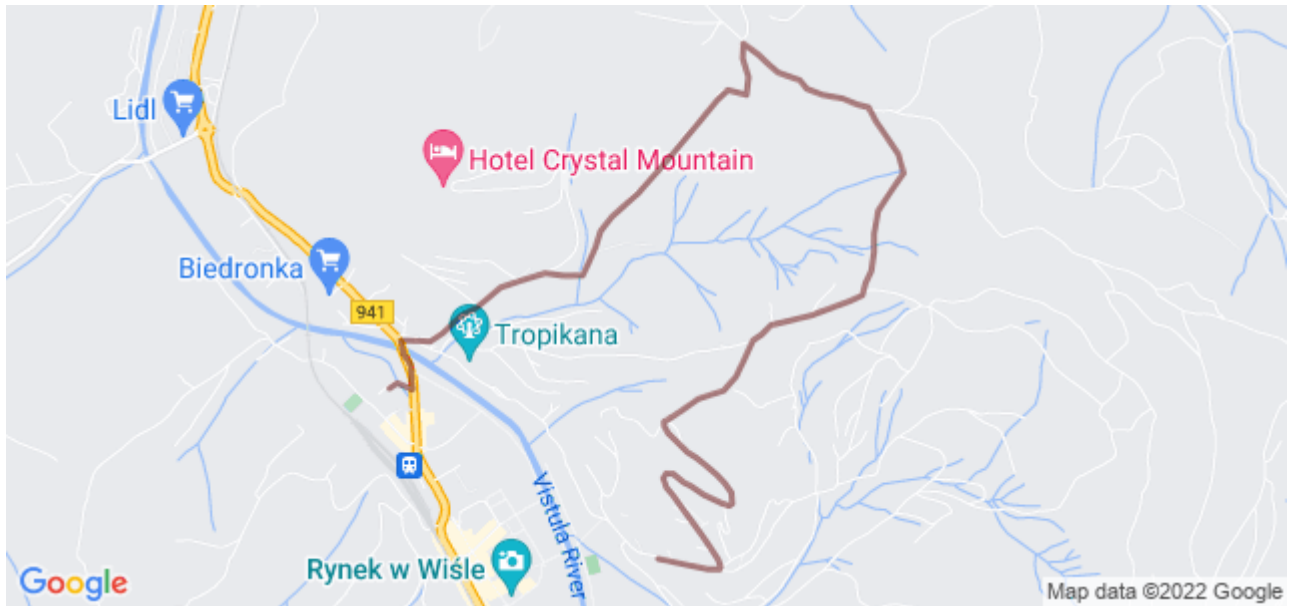 Lidl
Hotel Crystal Mountain
Biedronka
941
Tropikana
Vistula River
Rynek w Wiśle
Google
Map data ©2022 Google